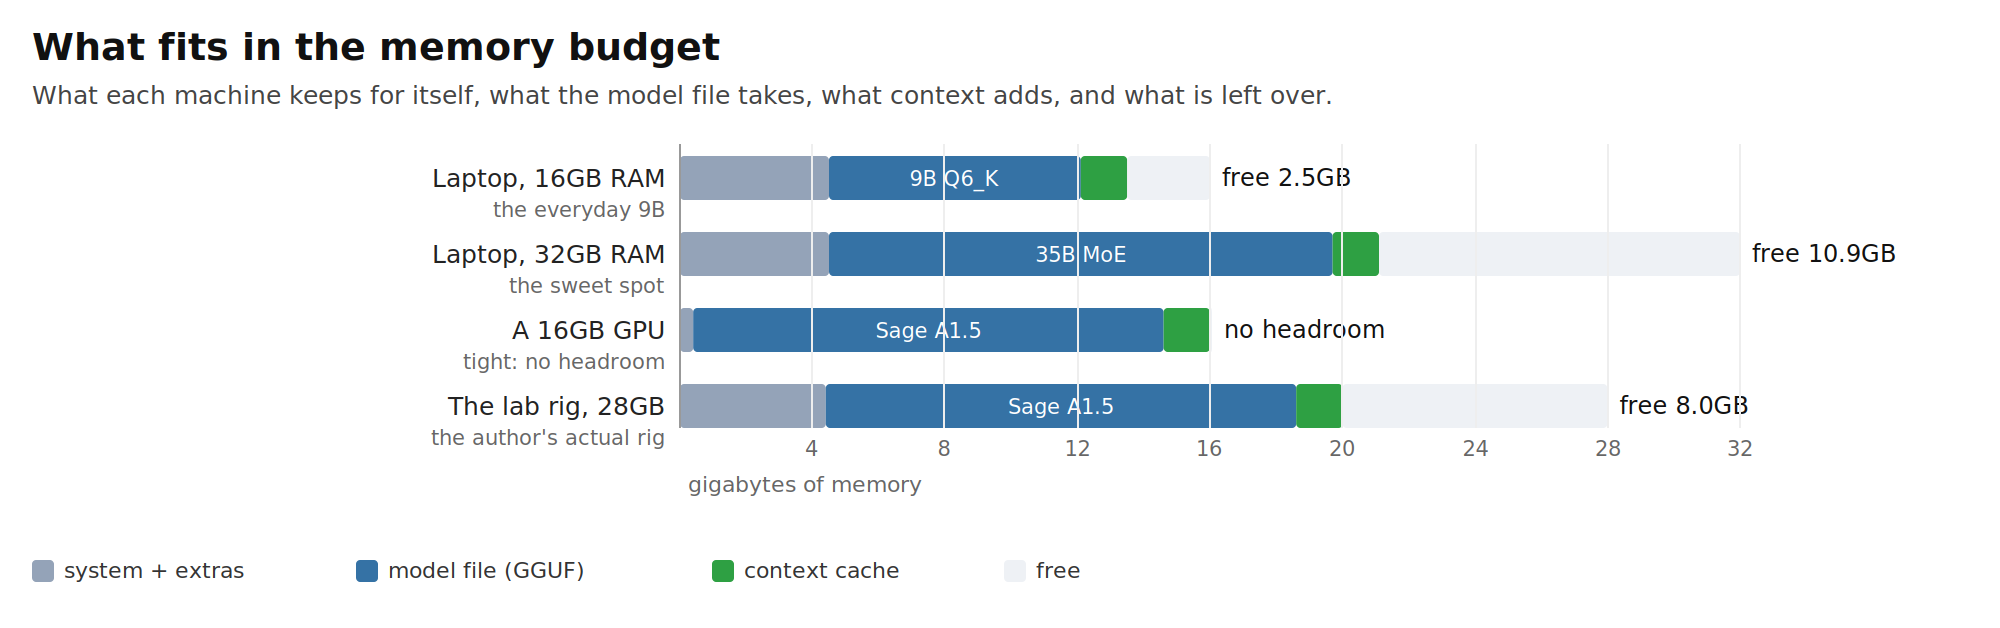 What fits in the memory budget
What each machine keeps for itself, what the model file takes, what context adds, and what is left over.
Laptop, 16GB RAM
the everyday 9B
9B Q6_K
free 2.5GB
Laptop, 32GB RAM
the sweet spot
35B MoE
free 10.9GB
A 16GB GPU
tight: no headroom
Sage A1.5
no headroom
The lab rig, 28GB
the author's actual rig
Sage A1.5
free 8.0GB
4 8 12 16 20 24 28 32
gigabytes of memory
system + extras
model file (GGUF)
context cache
free